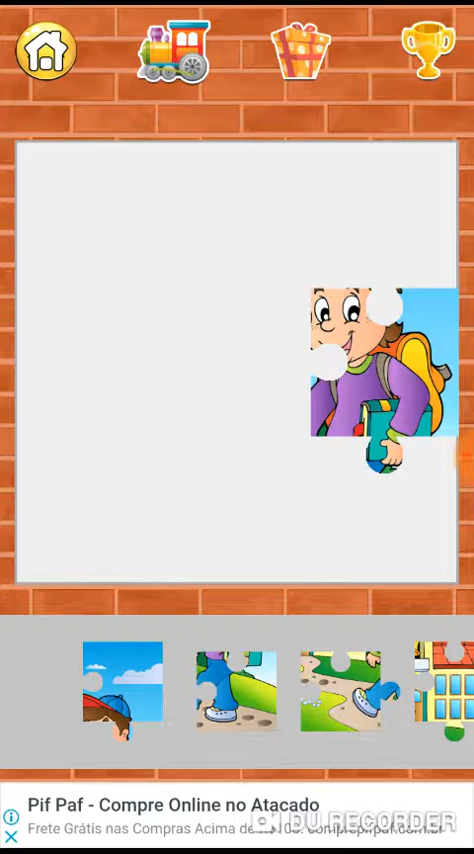 Pif Paf - Compre Online no Atacado
Frete Grátis nas Compras Acima de
DU RECORDER